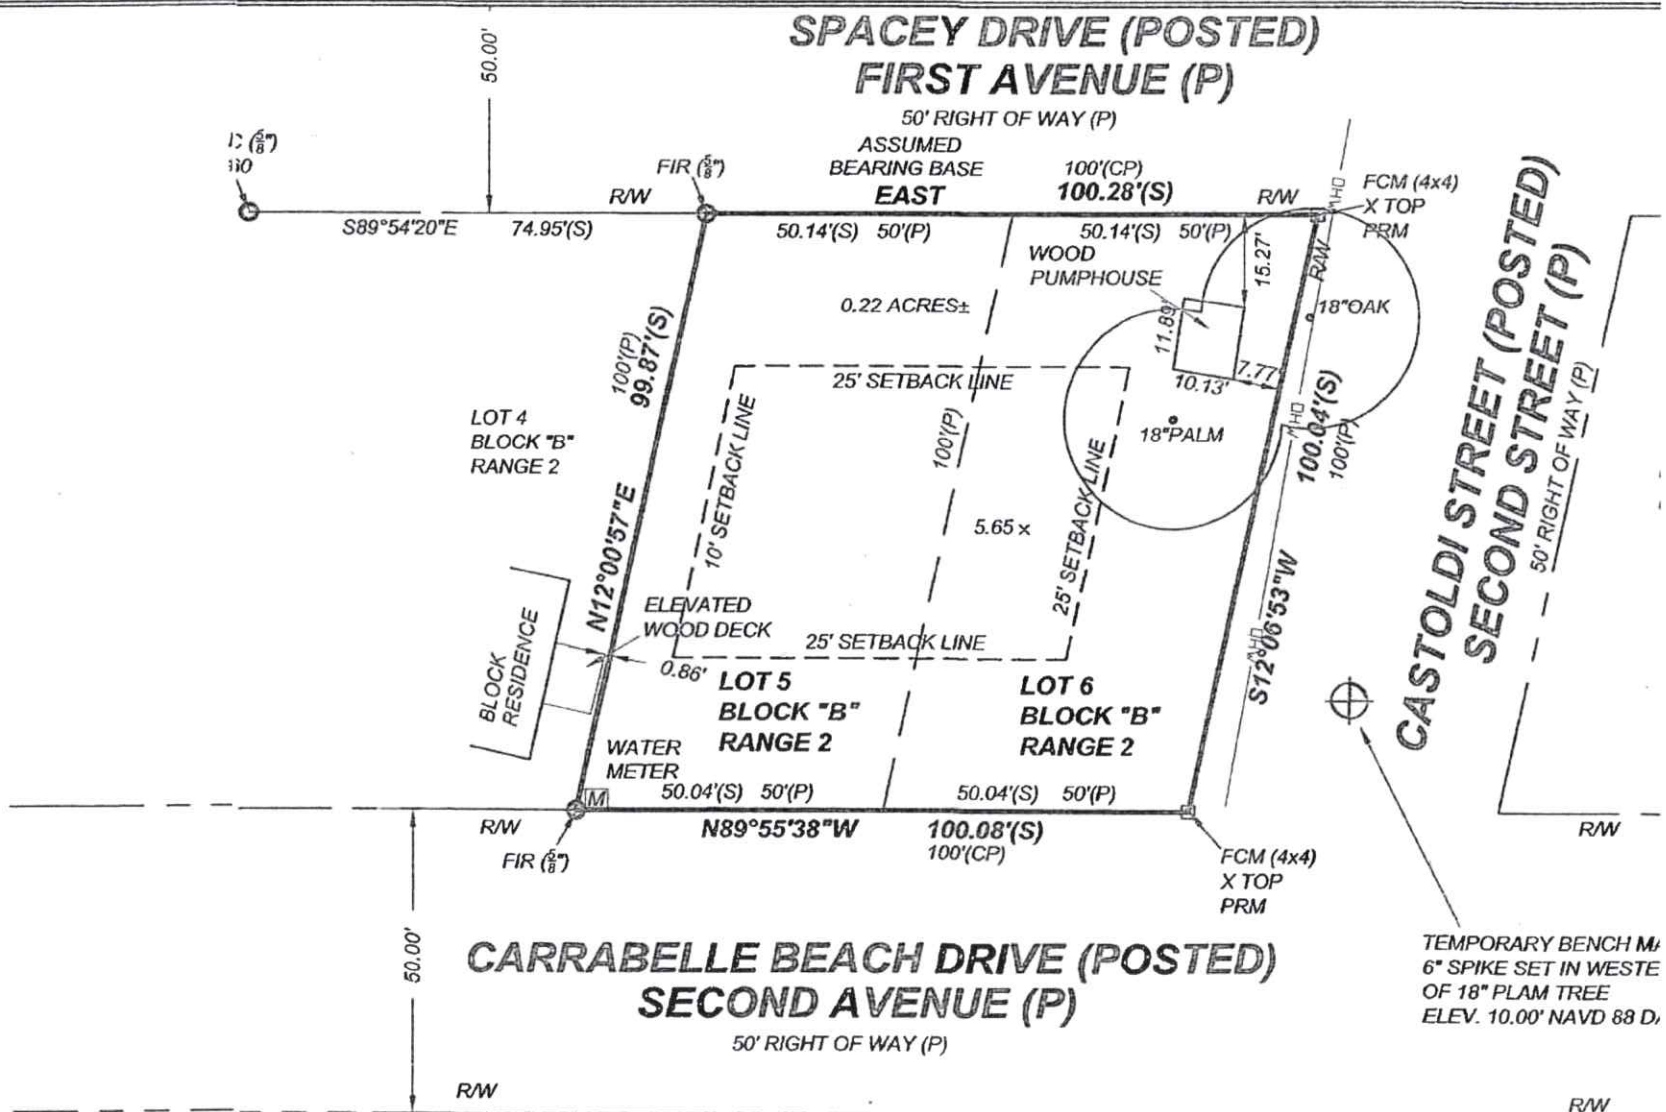 SPACEY DRIVE (POSTED)
FIRST AVENUE (P)
50' RIGHT OF WAY (P)
50.00'
ASSUMED
BEARING BASE
EAST
100'(CP)
100.28'(S)
(5/8")
FIR (5/8")
R/W
R/W
FCM (4x4)
X TOP
PRM
S89°54'20"E
74.95'(S)
50.14'(S) 50'(P)
50.14'(S) 50'(P)
R/W
WOOD
PUMPHOUSE
15.27'
0.22 ACRES±
11.89'
18"OAK
10.13'
7.77'
100'(P)
99.87'(S)
25' SETBACK LINE
LOT 4
BLOCK "B"
RANGE 2
10' SETBACK LINE
100'(P)
18"PALM
OHW
OHW
100.04'(S)
100'(P)
5.65 x
25' SETBACK LINE
N12°00'57"E
S12°06'53"W
OHW
ELEVATED
WOOD DECK
25' SETBACK LINE
0.86'
BLOCK
RESIDENCE
LOT 5
BLOCK "B"
RANGE 2
LOT 6
BLOCK "B"
RANGE 2
CASTOLDI STREET (POSTED)
SECOND STREET (P)
50' RIGHT OF WAY (P)
WATER
METER
M
50.04'(S) 50'(P)
50.04'(S) 50'(P)
R/W
N89°55'38"W
100.08'(S)
100'(CP)
R/W
FIR (5/8")
FCM (4x4)
X TOP
PRM
50.00'
CARRABELLE BEACH DRIVE (POSTED)
SECOND AVENUE (P)
50' RIGHT OF WAY (P)
TEMPORARY BENCH
6" SPIKE SET IN
OF 18" PLAM TREE
ELEV. 10.00' NAVD 88
R/W
R/W